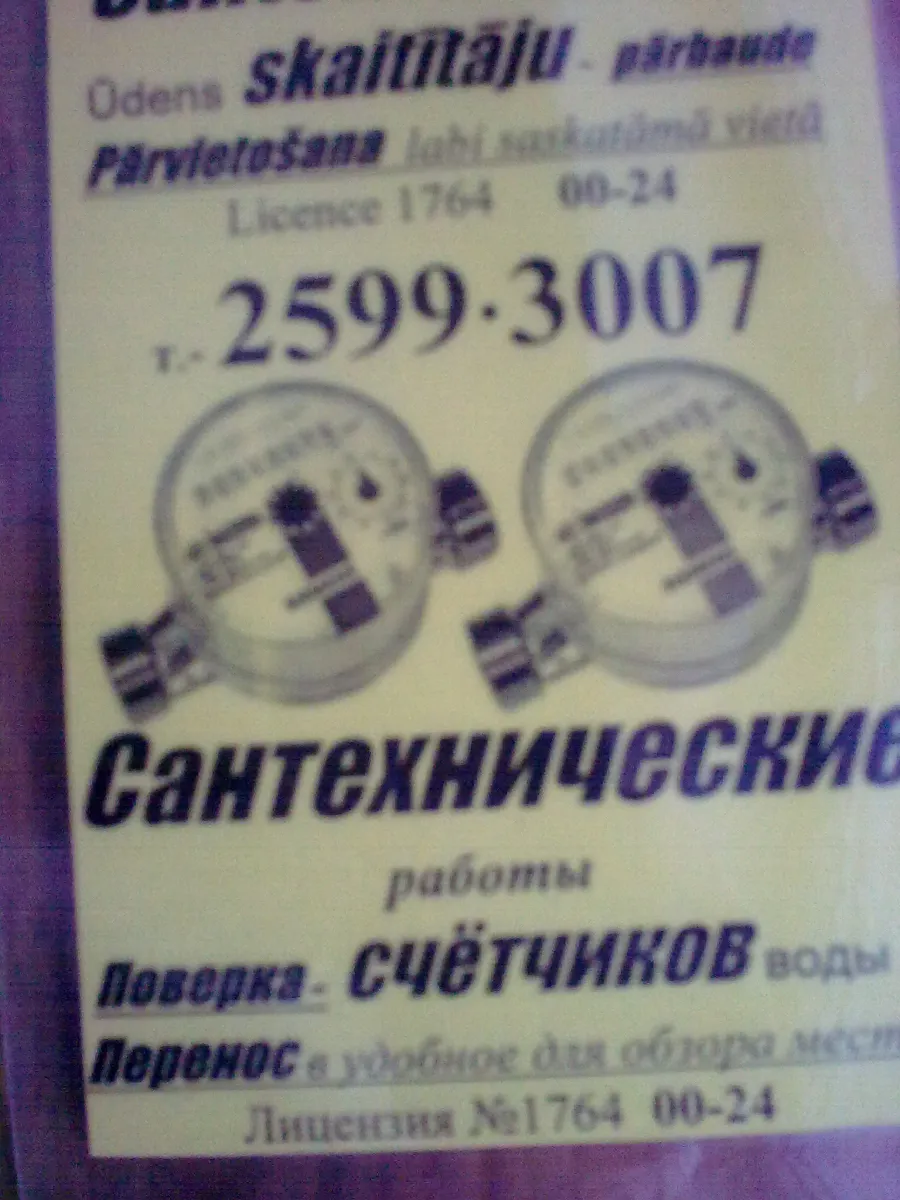 Ūdens skaitītāju - pārbaude
Pārvietošana labi saskatāmā vietā
Licence 1764 00-24
т.- 2599·3007
Сантехнические
работы
Поверка - счётчиков воды
Перенос в удобное для обзора мест
Лицензия №1764 00-24